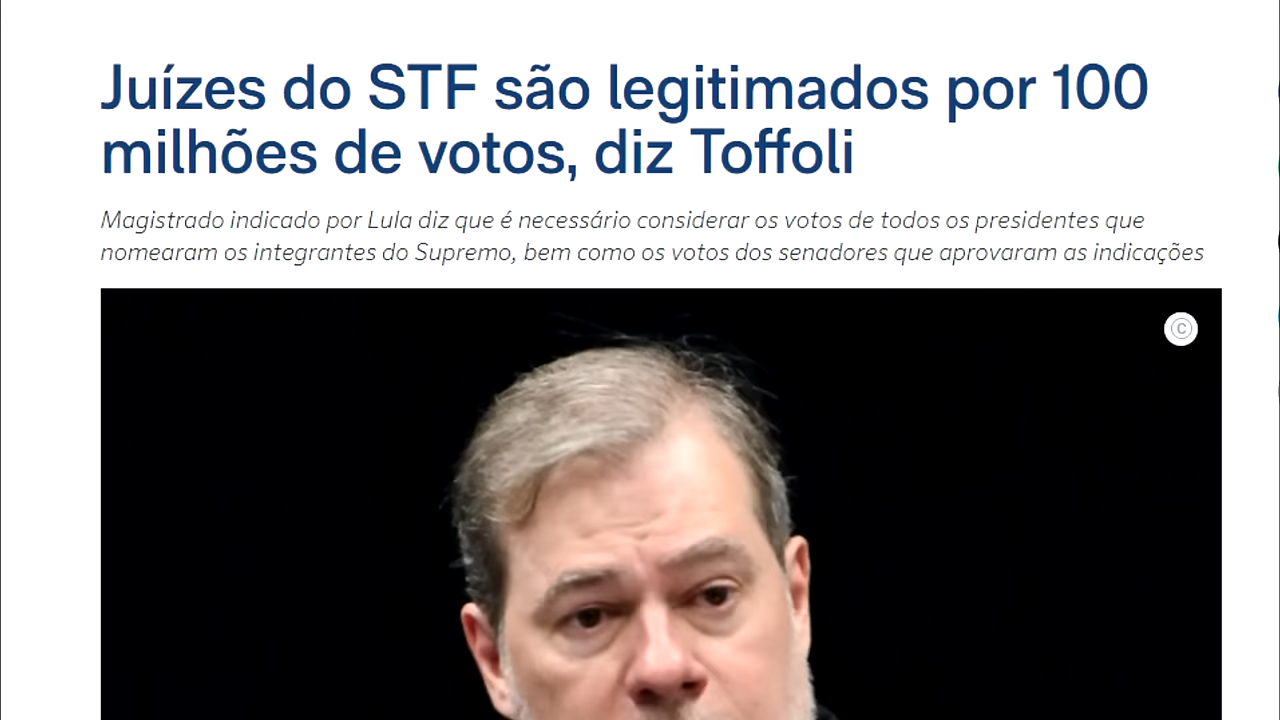 Juízes do STF são legitimados por 100
milhões de votos, diz Toffoli
Magistrado indicado por Lula diz que é necessário considerar os votos de todos os presidentes que
nomearam os integrantes do Supremo, bem como os votos dos senadores que aprovaram as indicações
©